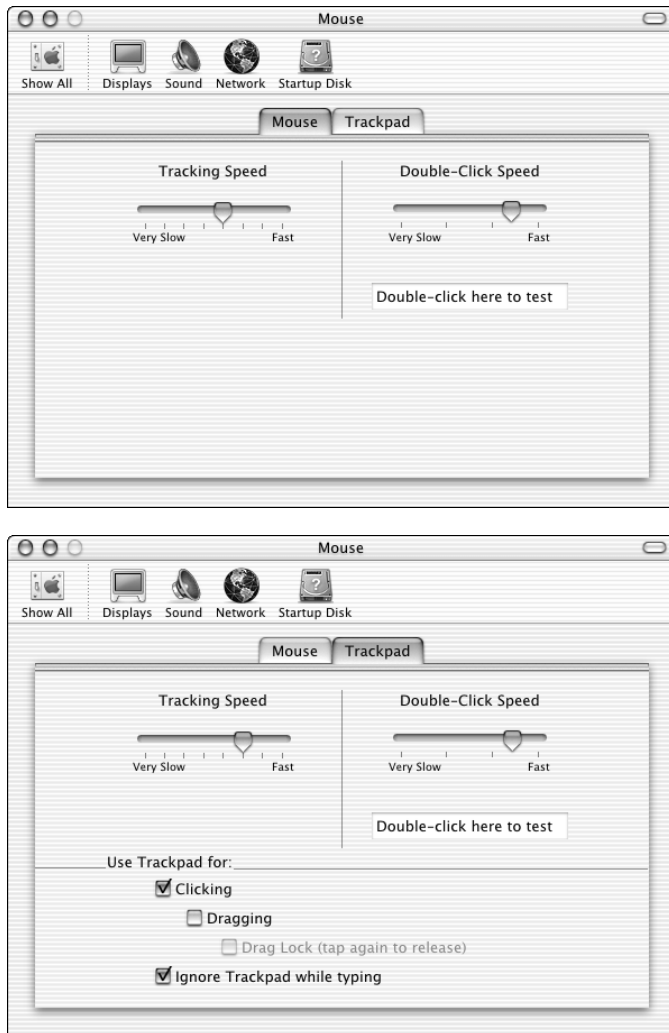 Mouse
Show All Displays Sound Network Startup Disk
Mouse Trackpad
Tracking Speed Double-Click Speed
Very Slow Fast Very Slow Fast
Double-click here to test
Mouse
Show All Displays Sound Network Startup Disk
Mouse Trackpad
Tracking Speed Double-Click Speed
Very Slow Fast Very Slow Fast
Double-click here to test
Use Trackpad for:
Clicking
Dragging
Drag Lock (tap again to release)
Ignore Trackpad while typing